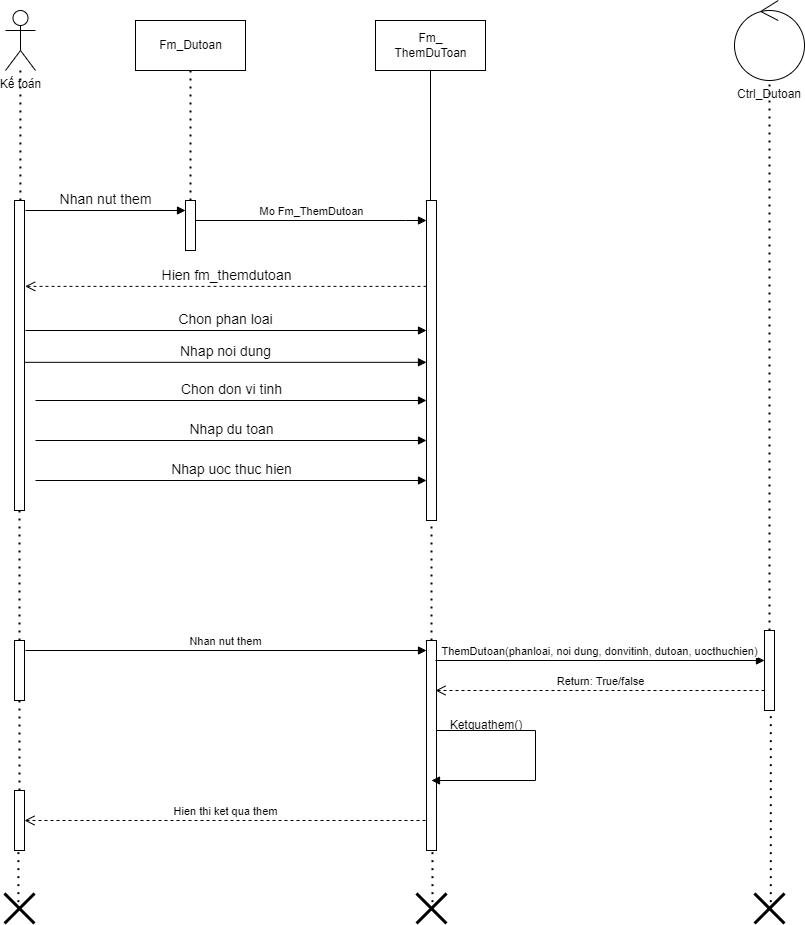 Kế toán
Fm_Dutoan
Fm_
ThemDuToan
Ctrl_Dutoan
Nhan nut them
Mo Fm_ThemDutoan
Hien fm_themdutoan
Chon phan loai
Nhap noi dung
Chon don vi tinh
Nhap du toan
Nhap uoc thuc hien
Nhan nut them
ThemDutoan(phanloai, noi dung, donvitinh, dutoan, uocthuchien)
Return: True/false
Ketquathem()
Hien thi ket qua them